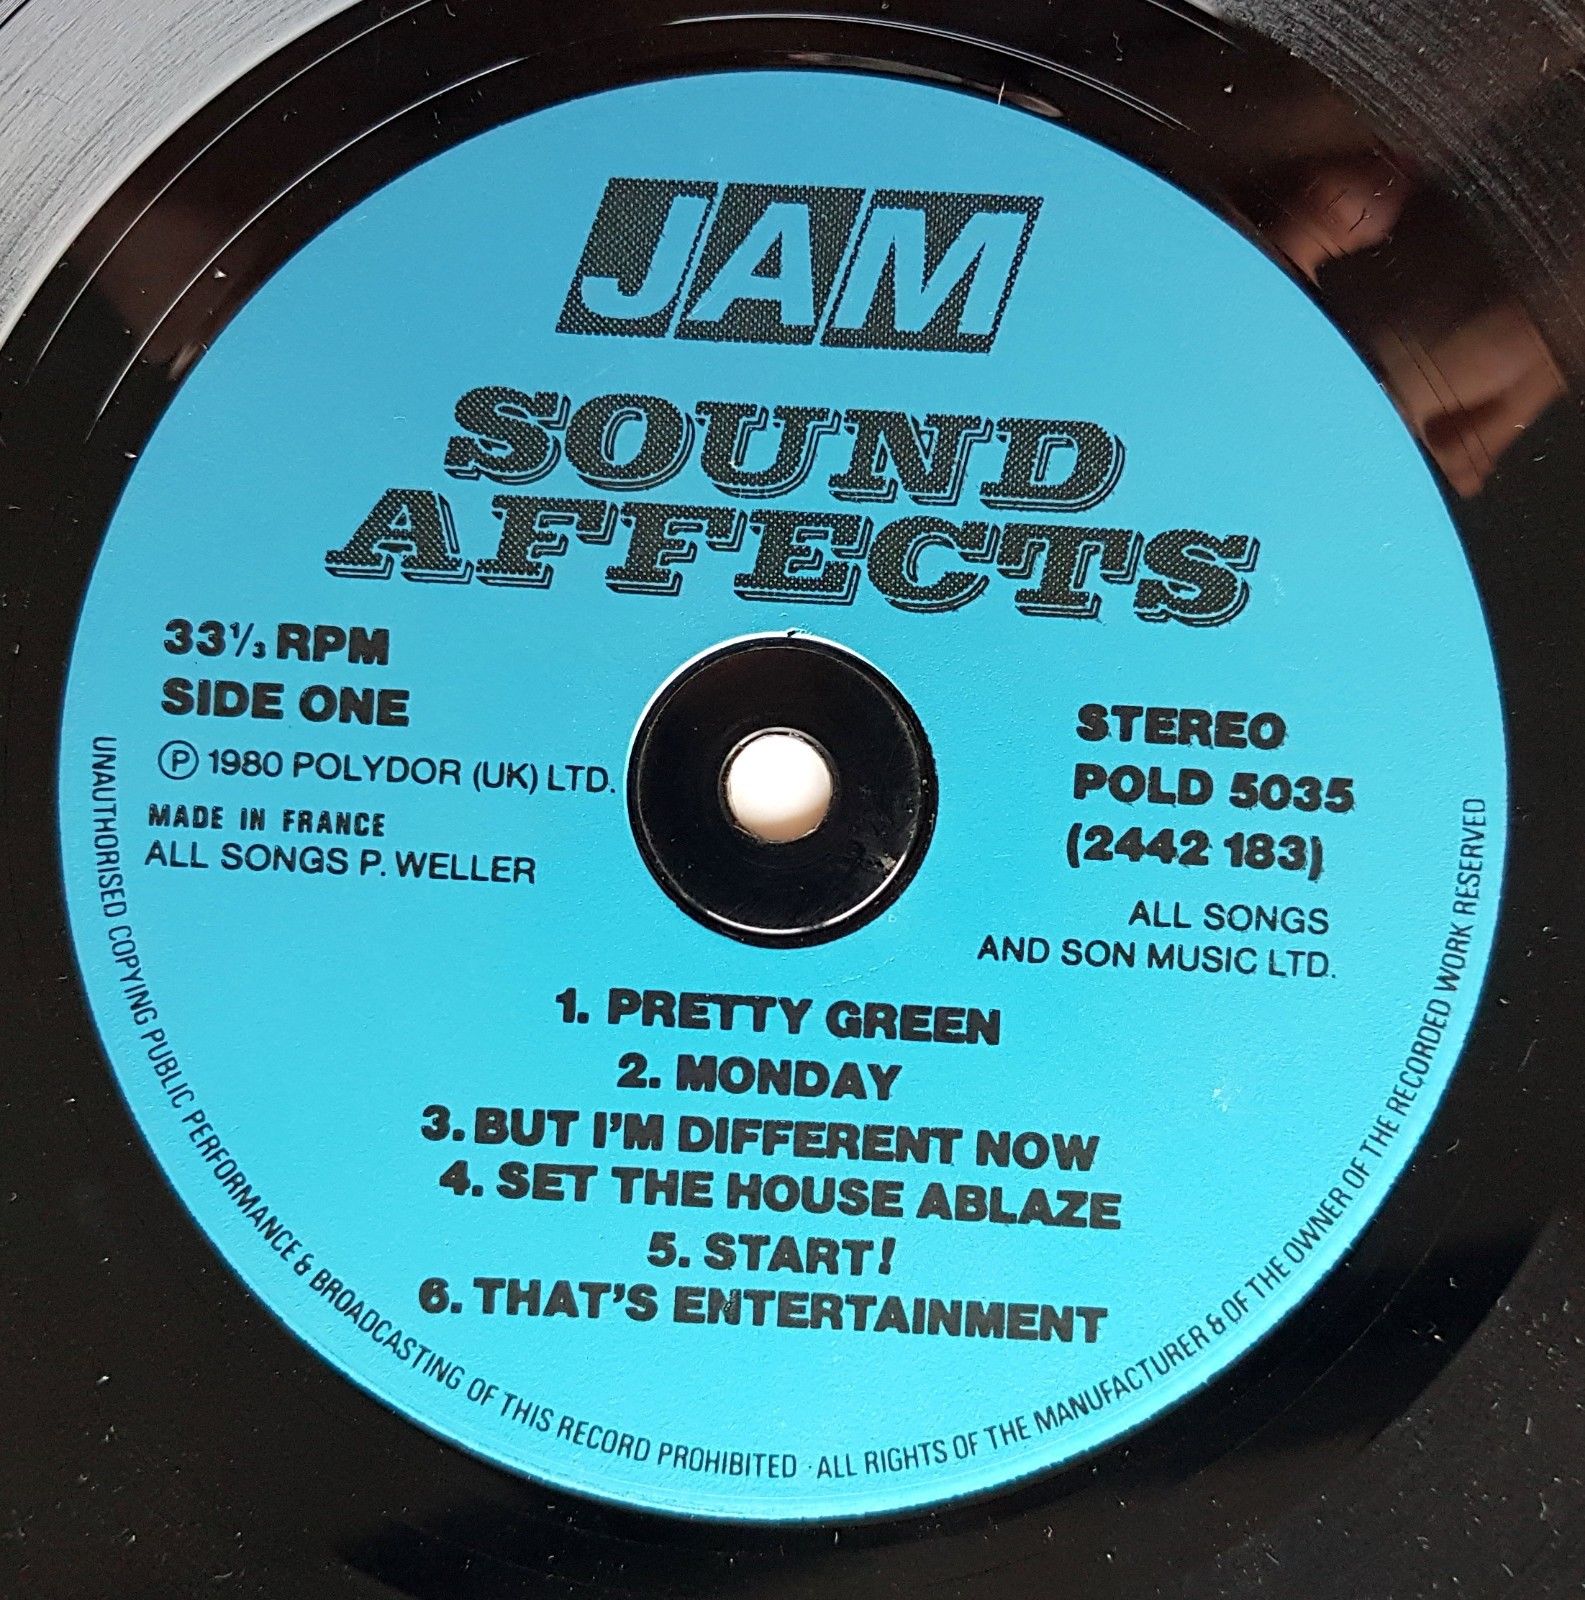 JAM
SOUND
AFFECTS
33⅓ RPM
SIDE ONE
Ⓟ 1980 POLYDOR (UK) LTD.
MADE IN FRANCE
ALL SONGS P. WELLER
STEREO
POLD 5035
(2442 183)
ALL SONGS
AND SON MUSIC LTD.
1. PRETTY GREEN
2. MONDAY
3. BUT I'M DIFFERENT NOW
4. SET THE HOUSE ABLAZE
5. START!
6. THAT'S ENTERTAINMENT
UNAUTHORISED COPYING PUBLIC PERFORMANCE & BROADCASTING OF THIS RECORD PROHIBITED · ALL RIGHTS OF THE MANUFACTURER & OF THE OWNER OF THE RECORDED WORK RESERVED